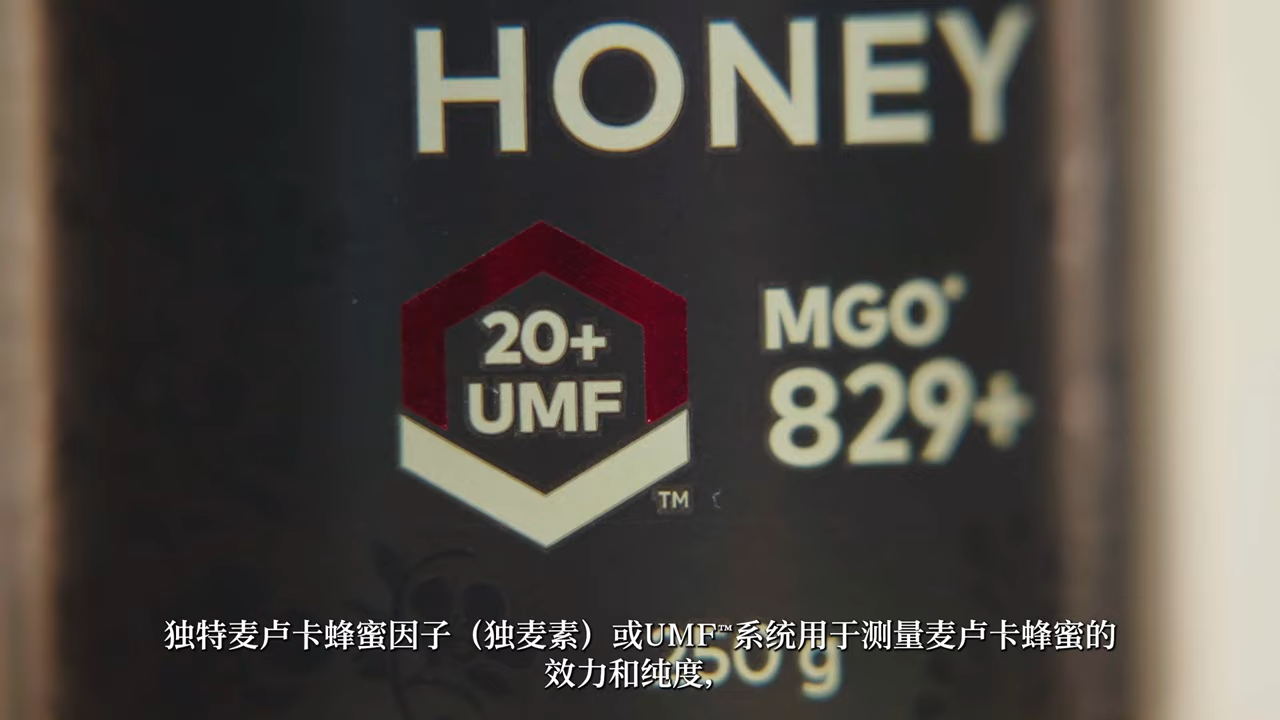 HONEY
20+
UMF
TM
MGO
829+
250 g
独特麦卢卡蜂蜜因子（独麦素）或UMF™系统用于测量麦卢卡蜂蜜的
效力和纯度,